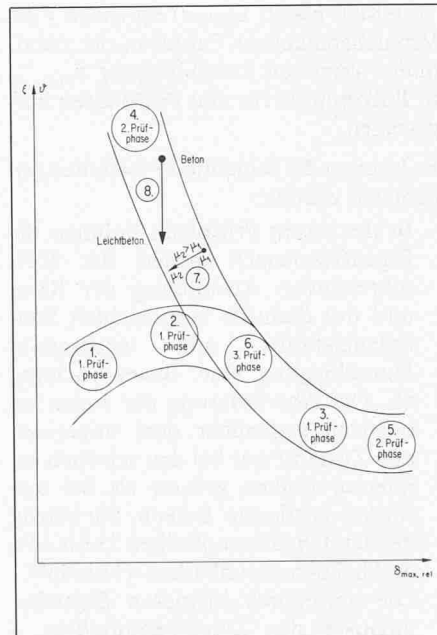 ξ ϑ
4.
2. Prüf-
phase
Beton
8.
Leichtbeton
μ₂ > μ₁
μ₁
μ₂
7.
2.
1. Prüf-
phase
1.
1. Prüf-
phase
6.
3. Prüf-
phase
3.
1. Prüf-
phase
5.
2. Prüf-
phase
δmax, rel